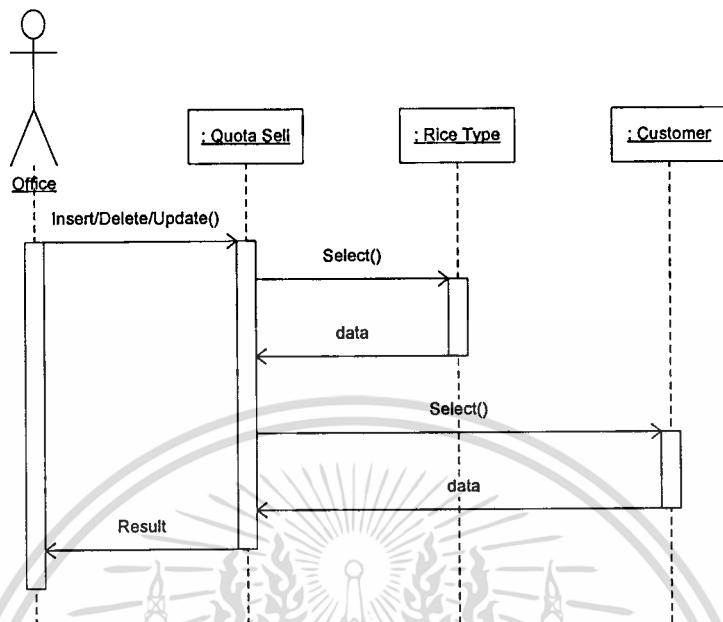 : Quota Sell
: Rice Type
: Customer
Office
Insert/Delete/Update()
Select()
data
Select()
data
Result